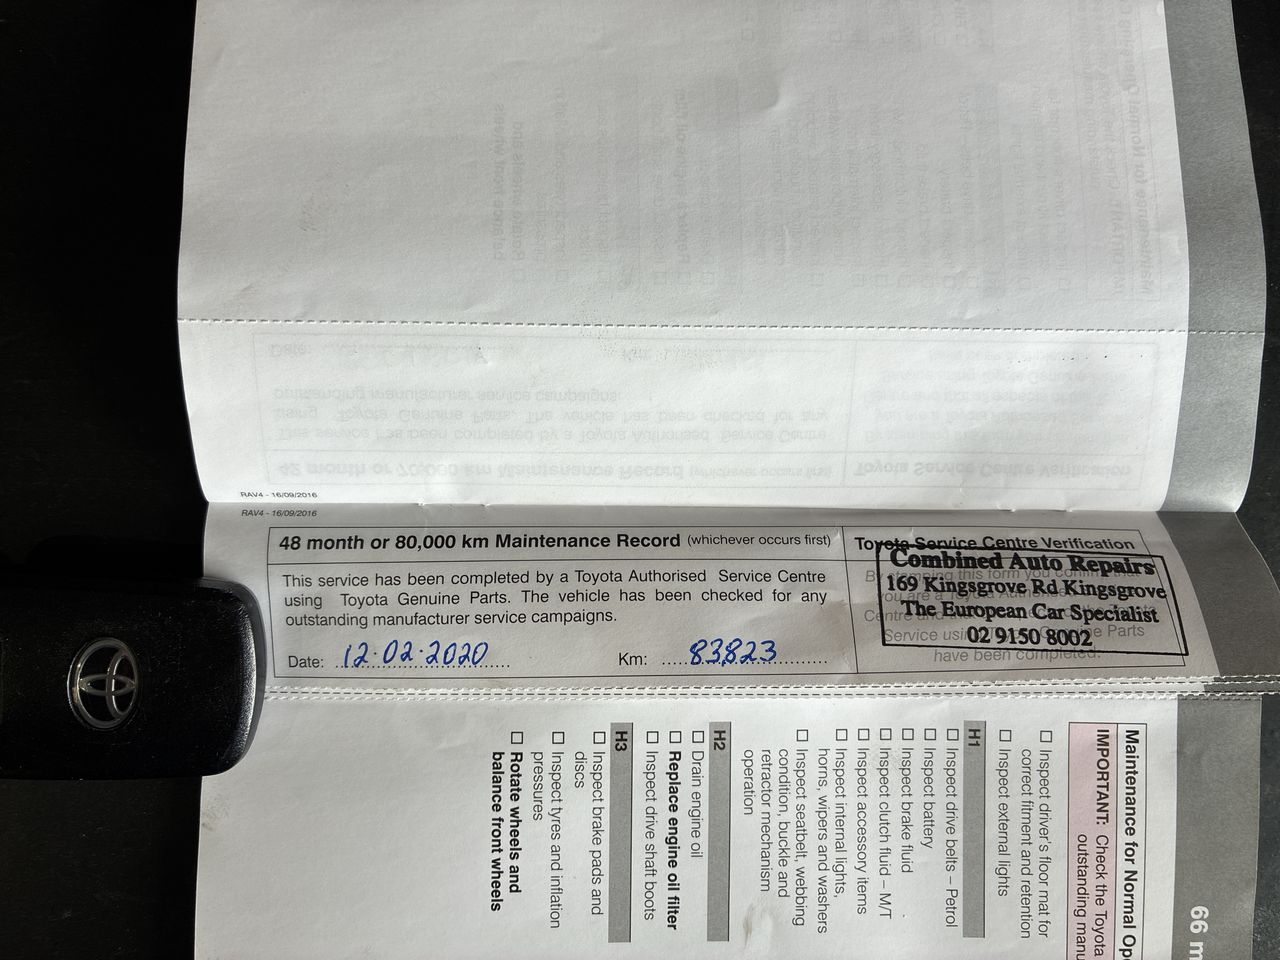 RAV4 - 16/09/2016
RAV4 - 16/09/2016
48 month or 80,000 km Maintenance Record (whichever occurs first)
This service has been completed by a Toyota Authorised Service Centre
using Toyota Genuine Parts. The vehicle has been checked for any
outstanding manufacturer service campaigns.
Date: 12.02.2020 Km: 83823
Toyota Service Centre Verification
Combined Auto Repairs
169 Kingsgrove Rd Kingsgrove
The European Car Specialist
02 9150 8002
have been completed.
66 m
Maintenance for Normal Ope
IMPORTANT: Check the Toyota
outstanding manu
☐ Inspect driver's floor mat for
correct fitment and retention
☐ Inspect external lights
H1
☐ Inspect drive belts – Petrol
☐ Inspect battery
☐ Inspect brake fluid
☐ Inspect clutch fluid – M/T
☐ Inspect accessory items
☐ Inspect internal lights,
horns, wipers and washers
☐ Inspect seatbelt, webbing
condition, buckle and
retractor mechanism
operation
H2
☐ Drain engine oil
☐ Replace engine oil filter
☐ Inspect drive shaft boots
H3
☐ Inspect brake pads and
discs
☐ Inspect tyres and inflation
pressures
☐ Rotate wheels and
balance front wheels